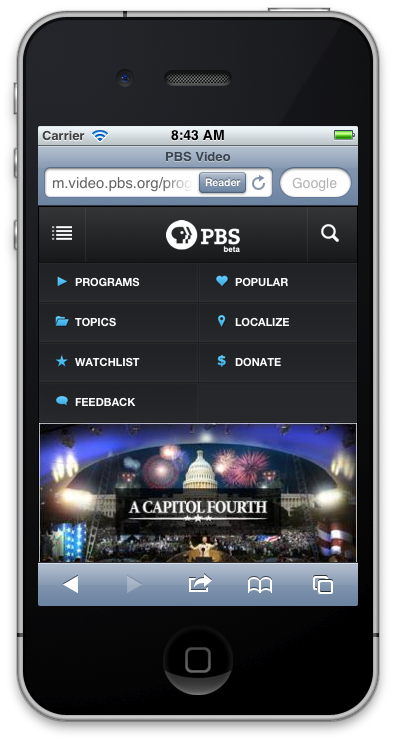 Carrier 8:43 AM
PBS Video
m.video.pbs.org/prog Reader Google
PBS
beta
PROGRAMS POPULAR
TOPICS LOCALIZE
WATCHLIST DONATE
FEEDBACK
A CAPITOL FOURTH